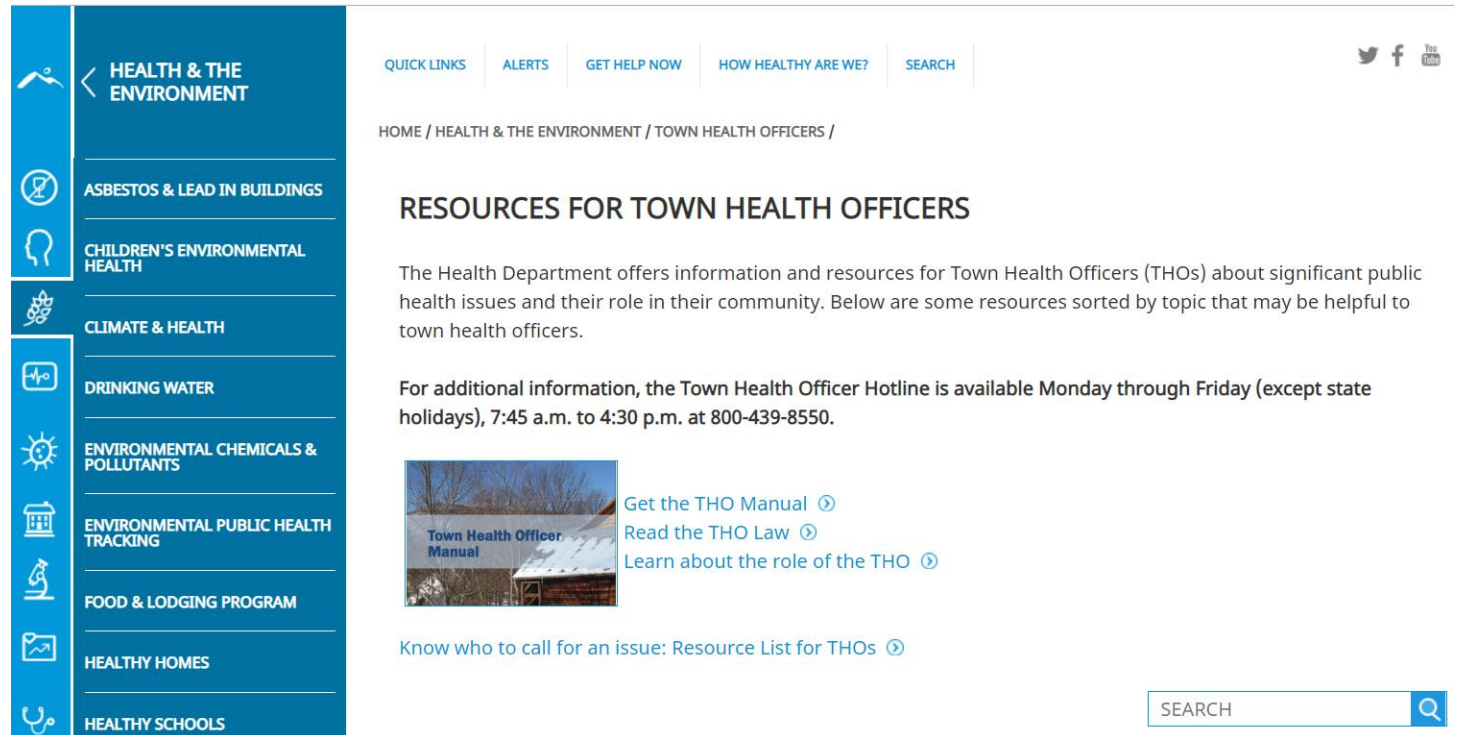 HEALTH & THE
ENVIRONMENT
ASBESTOS & LEAD IN BUILDINGS
CHILDREN'S ENVIRONMENTAL
HEALTH
CLIMATE & HEALTH
DRINKING WATER
ENVIRONMENTAL CHEMICALS &
POLLUTANTS
ENVIRONMENTAL PUBLIC HEALTH
TRACKING
FOOD & LODGING PROGRAM
HEALTHY HOMES
HEALTHY SCHOOLS
QUICK LINKS ALERTS GET HELP NOW HOW HEALTHY ARE WE? SEARCH
You
Tube
HOME / HEALTH & THE ENVIRONMENT / TOWN HEALTH OFFICERS /
RESOURCES FOR TOWN HEALTH OFFICERS
The Health Department offers information and resources for Town Health Officers (THOs) about significant public
health issues and their role in their community. Below are some resources sorted by topic that may be helpful to
town health officers.
For additional information, the Town Health Officer Hotline is available Monday through Friday (except state
holidays), 7:45 a.m. to 4:30 p.m. at 800-439-8550.
Town Health Officer
Manual
Get the THO Manual
Read the THO Law
Learn about the role of the THO
Know who to call for an issue: Resource List for THOs
SEARCH